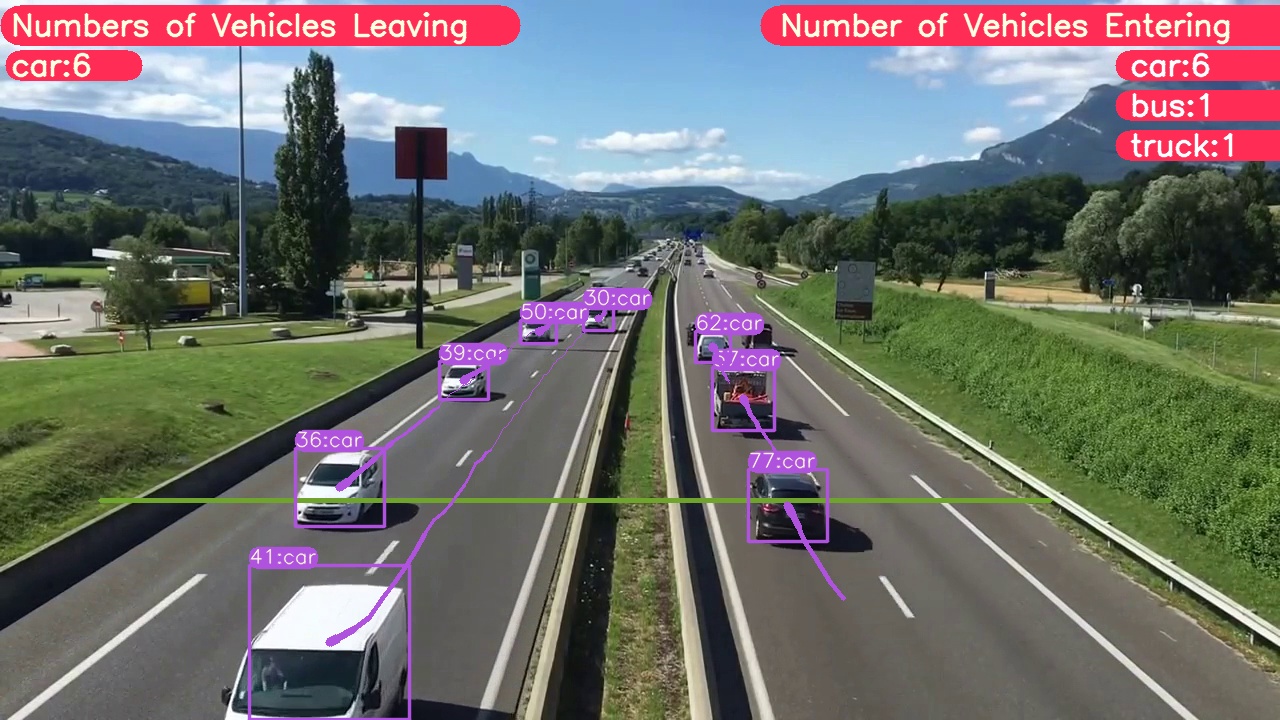 Numbers of Vehicles Leaving
Number of Vehicles Entering
car:6
car:6
bus:1
truck:1
30:car
50:car
62:car
39:car
57:car
36:car
77:car
41:car